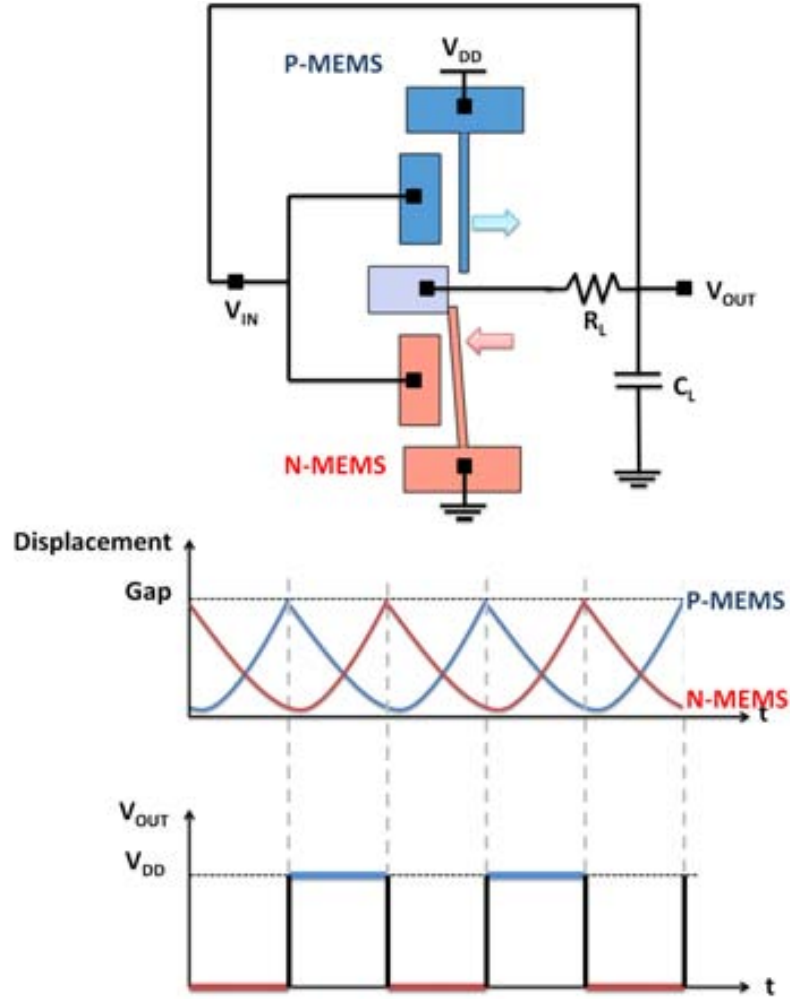 V_DD
P-MEMS
V_IN
V_OUT
R_L
C_L
N-MEMS
Displacement
Gap
P-MEMS
N-MEMS
t
V_OUT
V_DD
t